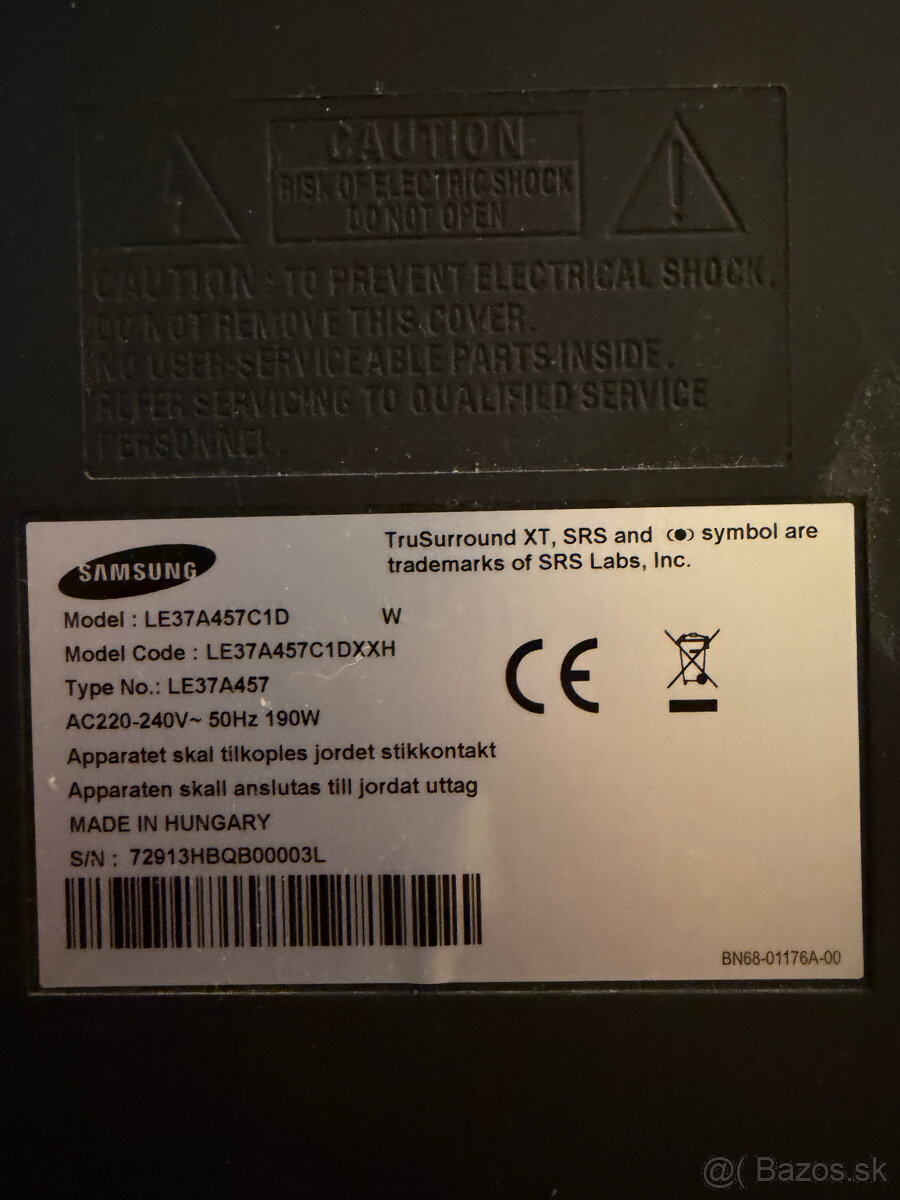 CAUTION
RISK OF ELECTRIC SHOCK
DO NOT OPEN
CAUTION : TO PREVENT ELECTRICAL SHOCK,
DO NOT REMOVE THIS COVER.
NO USER-SERVICEABLE PARTS INSIDE.
REFER SERVICING TO QUALIFIED SERVICE
PERSONNEL.
TruSurround XT, SRS and symbol are
trademarks of SRS Labs, Inc.
SAMSUNG
Model : LE37A457C1D W
Model Code : LE37A457C1DXXH
Type No.: LE37A457
AC220-240V~ 50Hz 190W
Apparatet skal tilkoples jordet stikkontakt
Apparaten skall anslutas till jordat uttag
MADE IN HUNGARY
S/N : 72913HBQB00003L
CE
BN68-01176A-00
@( Bazos.sk